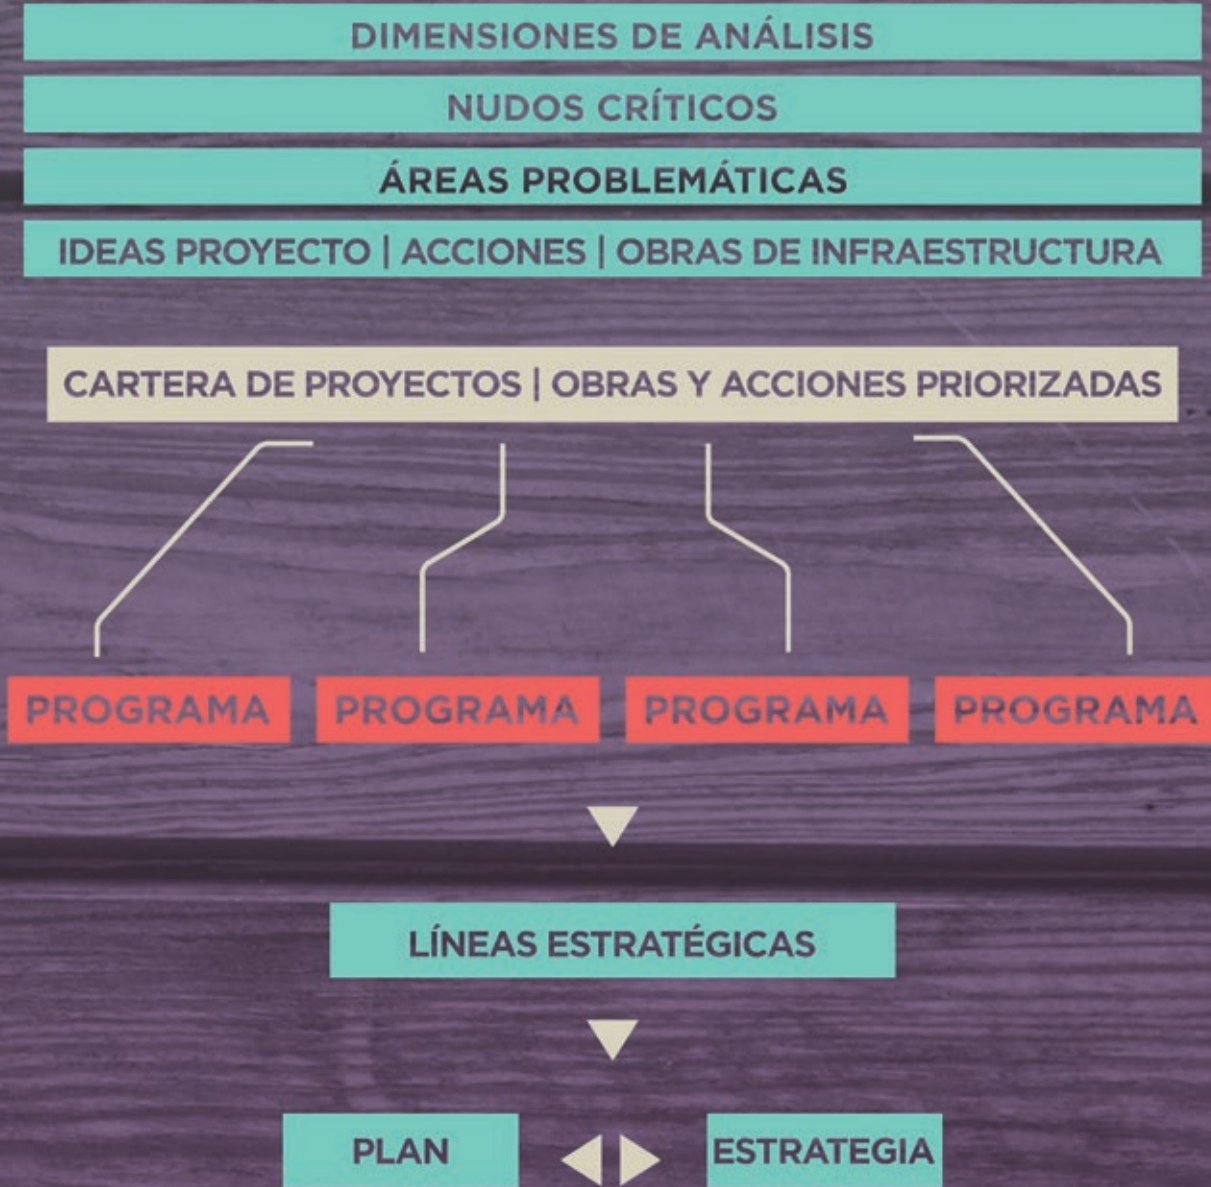 DIMENSIONES DE ANÁLISIS
NUDOS CRÍTICOS
ÁREAS PROBLEMÁTICAS
IDEAS PROYECTO | ACCIONES | OBRAS DE INFRAESTRUCTURA
CARTERA DE PROYECTOS | OBRAS Y ACCIONES PRIORIZADAS
PROGRAMA PROGRAMA PROGRAMA PROGRAMA
LÍNEAS ESTRATÉGICAS
PLAN ESTRATEGIA